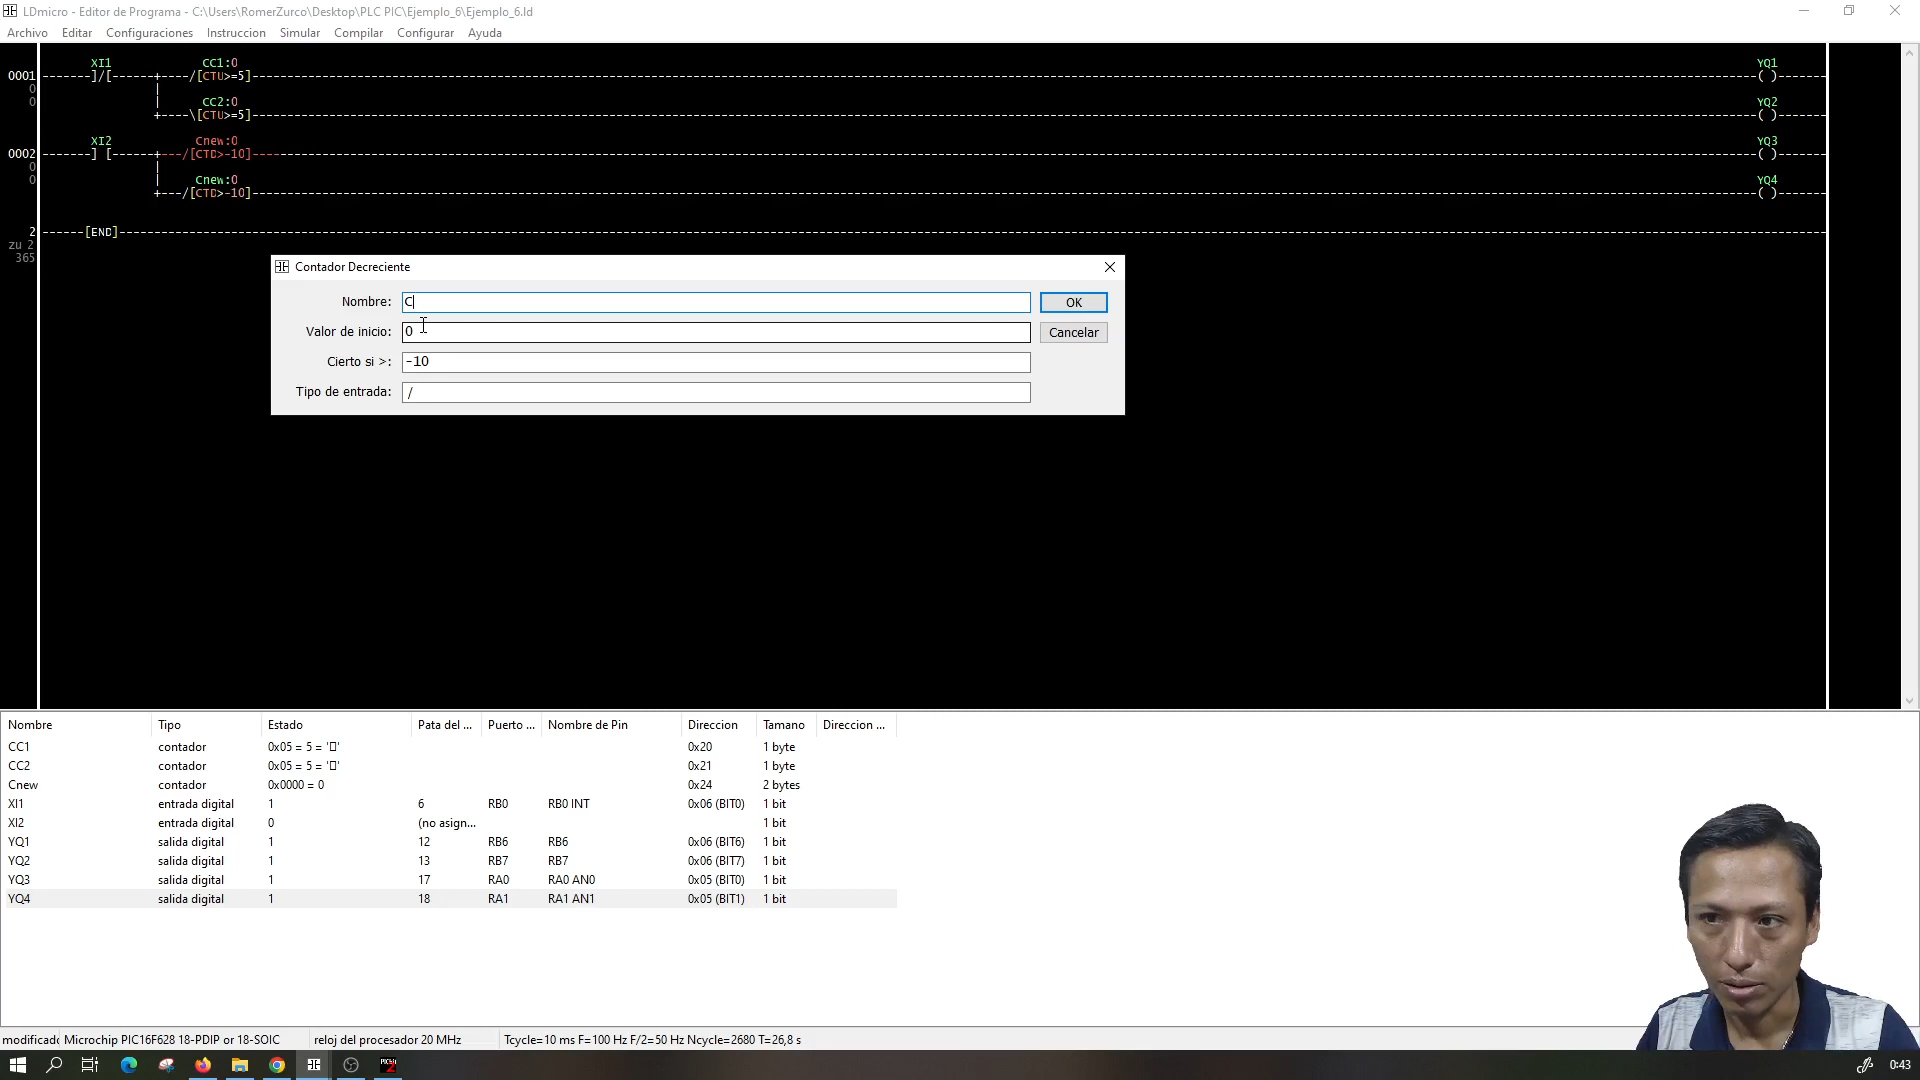 LDmicro - Editor de Programa - C:\Users\RomerZurco\Desktop\PLC PIC\Ejemplo_6\Ejemplo_6.ld
Archivo Editar Configuraciones Instruccion Simular Compilar Configurar Ayuda
XI1 CC1:0 YQ1
0001 ------]/[------+----/[CTU>=5]---- ( )
0
0 CC2:0 YQ2
+----\[CTU>=5]---- ( )
XI2 Cnew:0 YQ3
0002 ------] [------+---/[CTD>-10]---- ( )
0
0 Cnew:0 YQ4
+---/[CTD>-10]---- ( )
2 ------[END]----
zu 2
365
Contador Decreciente
Nombre: C OK
Valor de inicio: 0 Cancelar
Cierto si >: -10
Tipo de entrada: /
Nombre Tipo Estado Pata del ... Puerto ... Nombre de Pin Direccion Tamano Direccion ...
CC1 contador 0x05 = 5 = '▯' 0x20 1 byte
CC2 contador 0x05 = 5 = '▯' 0x21 1 byte
Cnew contador 0x0000 = 0 0x24 2 bytes
XI1 entrada digital 1 6 RB0 RB0 INT 0x06 (BIT0) 1 bit
XI2 entrada digital 0 (no asign... 1 bit
YQ1 salida digital 1 12 RB6 RB6 0x06 (BIT6) 1 bit
YQ2 salida digital 1 13 RB7 RB7 0x06 (BIT7) 1 bit
YQ3 salida digital 1 17 RA0 RA0 AN0 0x05 (BIT0) 1 bit
YQ4 salida digital 1 18 RA1 RA1 AN1 0x05 (BIT1) 1 bit
modificado Microchip PIC16F628 18-PDIP or 18-SOIC reloj del procesador 20 MHz Tcycle=10 ms F=100 Hz F/2=50 Hz Ncycle=2680 T=26,8 s
0:43